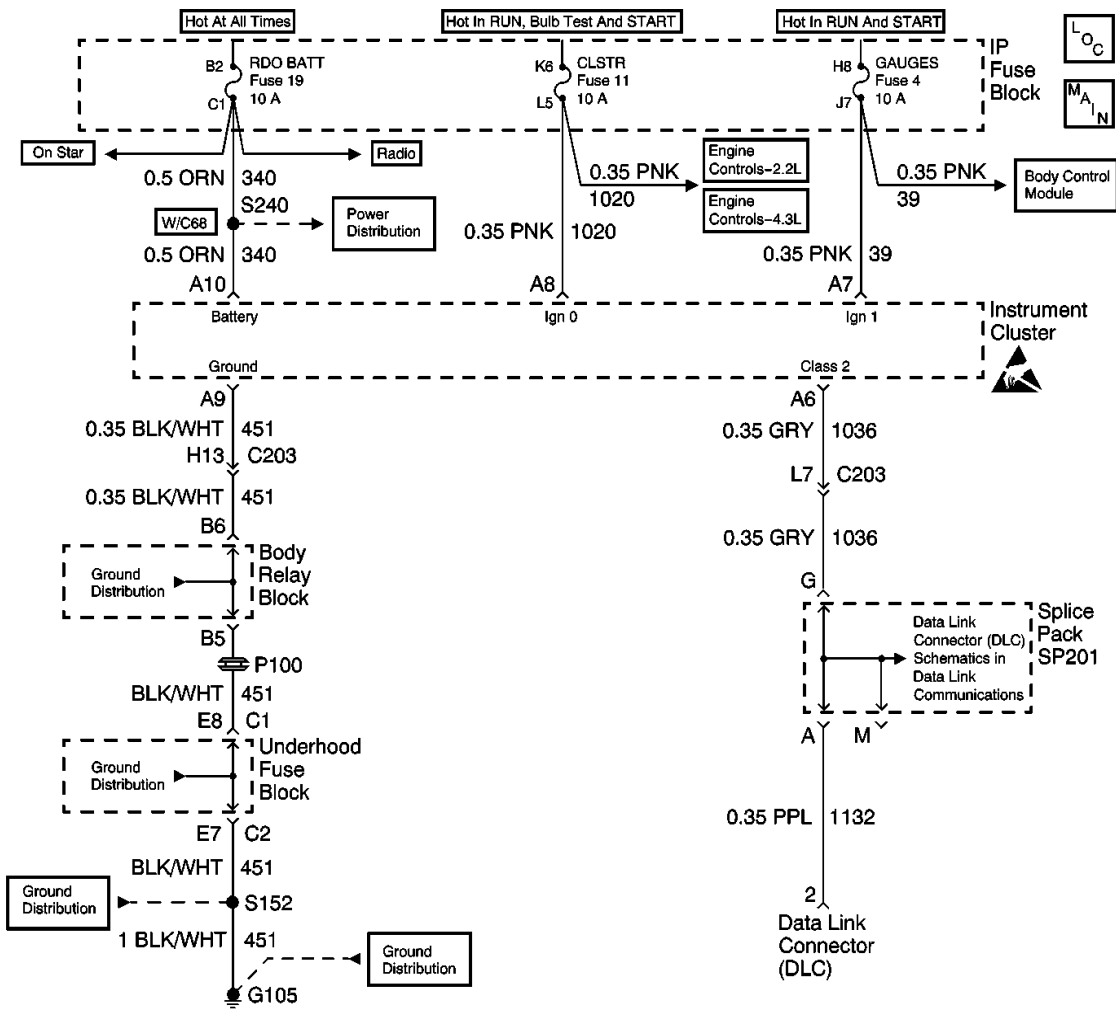 Hot At All Times
Hot In RUN, Bulb Test And START
Hot In RUN And START
L O C
M A I N
IP
Fuse
Block
B2
RDO BATT
Fuse 19
10 A
C1
K6
CLSTR
Fuse 11
10 A
L5
H8
GAUGES
Fuse 4
10 A
J7
On Star
Radio
0.5 ORN 340
S240
W/C68
Power
Distribution
0.5 ORN 340
A10
0.35 PNK
1020
Engine
Controls-2.2L
Engine
Controls-4.3L
0.35 PNK 1020
A8
0.35 PNK
39
Body Control
Module
0.35 PNK 39
A7
Battery
Ign 0
Ign 1
Instrument
Cluster
Ground
Class 2
A9
0.35 BLK/WHT 451
H13 C203
0.35 BLK/WHT 451
B6
Ground
Distribution
Body
Relay
Block
B5
P100
BLK/WHT 451
E8 C1
Ground
Distribution
Underhood
Fuse
Block
E7 C2
BLK/WHT 451
Ground
Distribution
S152
1 BLK/WHT 451
Ground
Distribution
G105
A6
0.35 GRY 1036
L7 C203
0.35 GRY 1036
G
Data Link
Connector (DLC)
Schematics in
Data Link
Communications
Splice
Pack
SP201
A
M
0.35 PPL 1132
2
Data Link
Connector
(DLC)